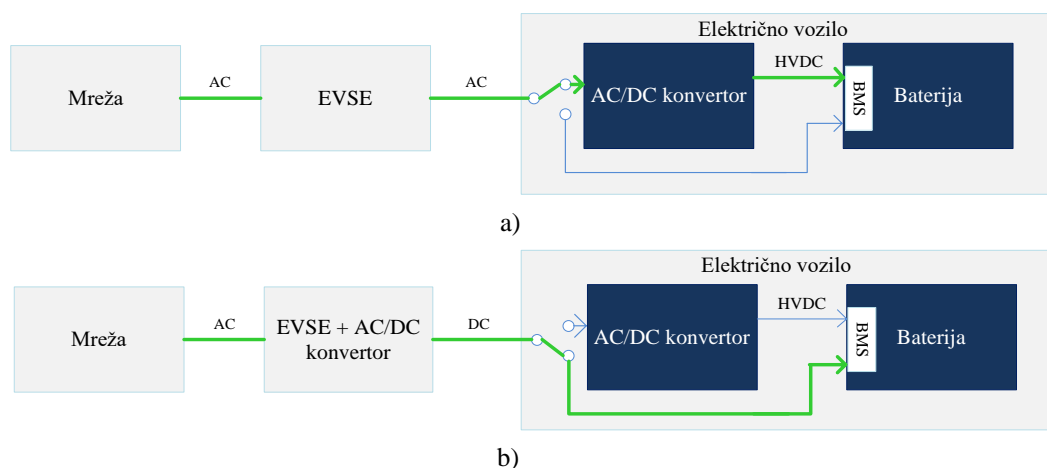 Električno vozilo
Mreža
AC
EVSE
AC
AC/DC konvertor
HVDC
BMS
Baterija
a)
Električno vozilo
Mreža
AC
EVSE + AC/DC
konvertor
DC
AC/DC konvertor
HVDC
BMS
Baterija
b)